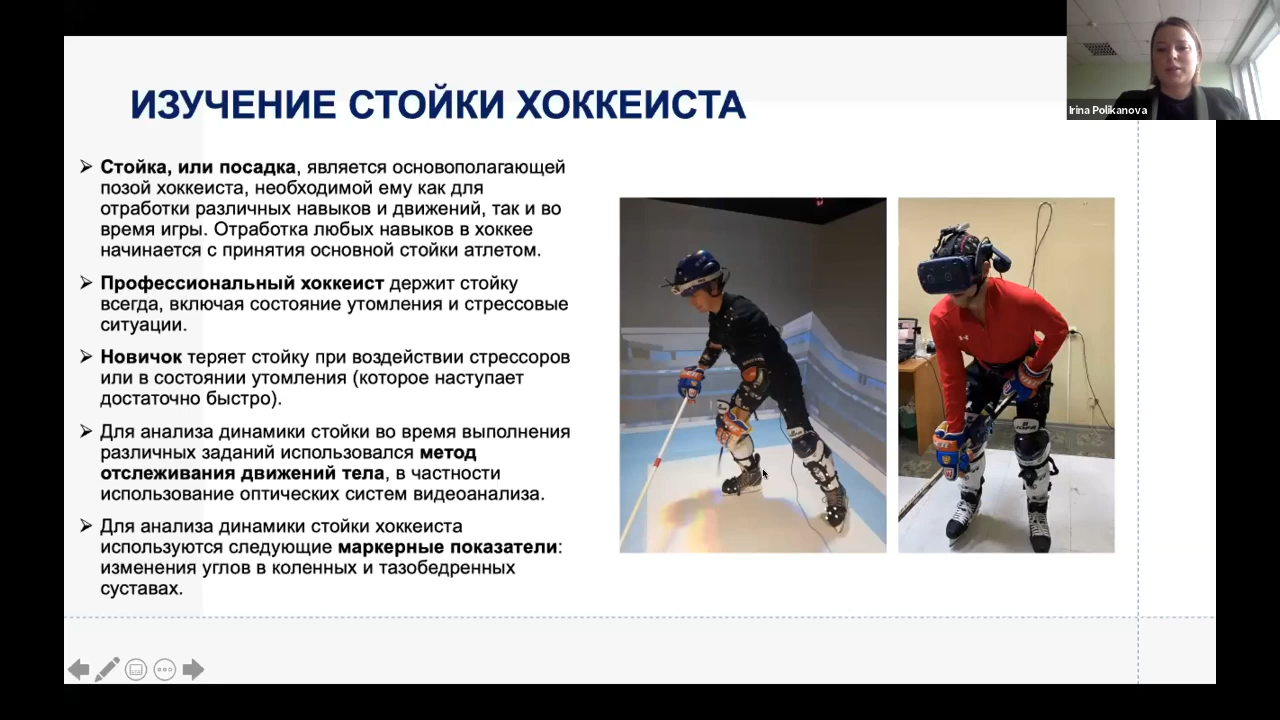 Irina Polikanova
ИЗУЧЕНИЕ СТОЙКИ ХОККЕИСТА
Стойка, или посадка, является основополагающей
позой хоккеиста, необходимой ему как для
отработки различных навыков и движений, так и во
время игры. Отработка любых навыков в хоккее
начинается с принятия основной стойки атлетом.
Профессиональный хоккеист держит стойку
всегда, включая состояние утомления и стрессовые
ситуации.
Новичок теряет стойку при воздействии стрессоров
или в состоянии утомления (которое наступает
достаточно быстро).
Для анализа динамики стойки во время выполнения
различных заданий использовался метод
отслеживания движений тела, в частности
использование оптических систем видеоанализа.
Для анализа динамики стойки хоккеиста
используются следующие маркерные показатели:
изменения углов в коленных и тазобедренных
суставах.